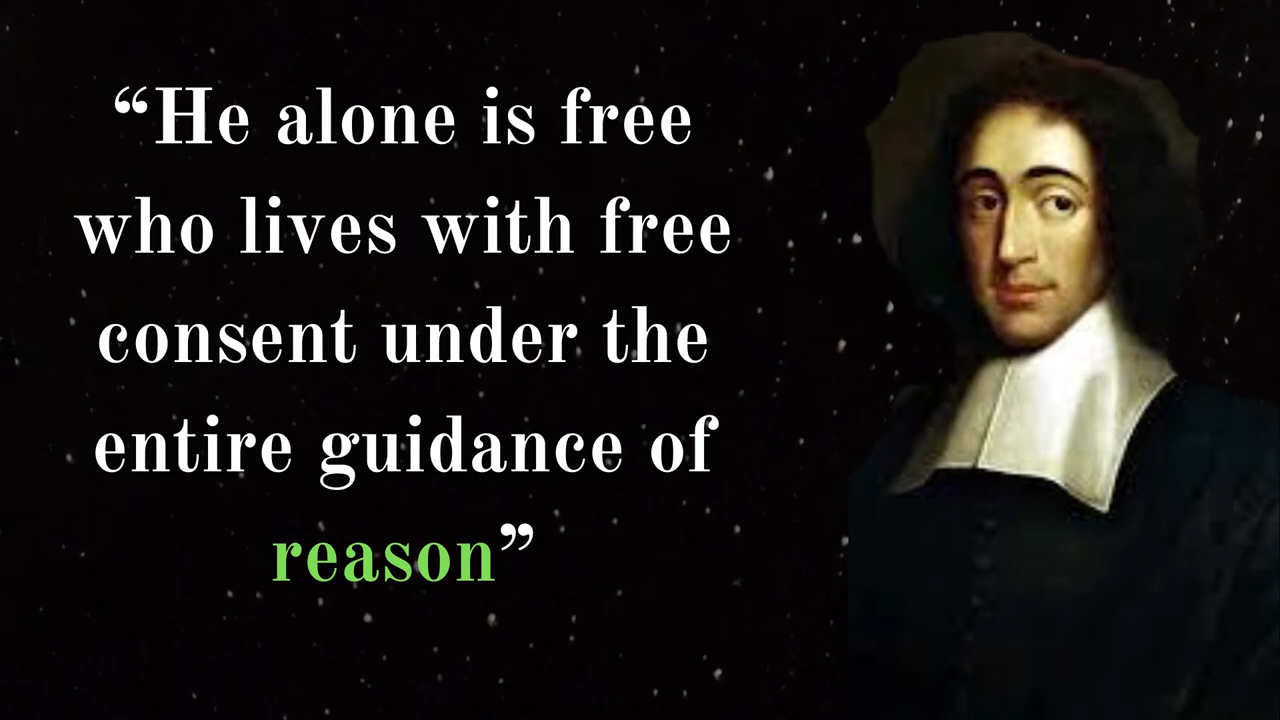 “He alone is free
who lives with free
consent under the
entire guidance of
reason”